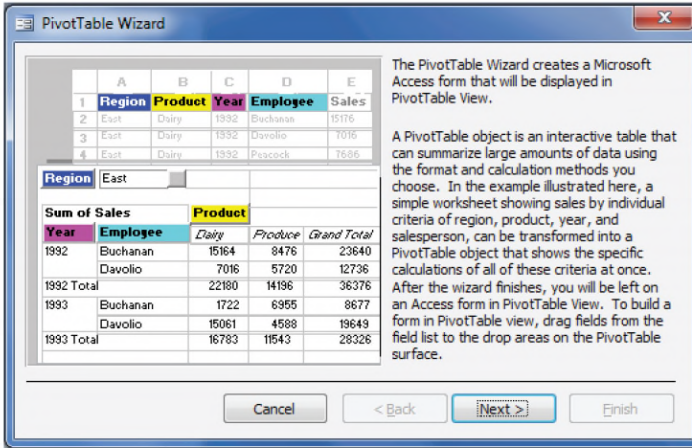 PivotTable Wizard
X
A B C D E
1 Region Product Year Employee Sales
2 East Dairy 1992 Buchanan 15176
3 East Dairy 1992 Davolio 7016
4 East Dairy 1992 Peacock 7686
Region East
Sum of Sales Product
Year Employee Dairy Produce Grand Total
1992 Buchanan 15164 8476 23640
Davolio 7016 5720 12736
1992 Total 22180 14196 36376
1993 Buchanan 1722 6955 8677
Davolio 15061 4588 19649
1993 Total 16783 11543 28326
The PivotTable Wizard creates a Microsoft
Access form that will be displayed in
PivotTable View.
A PivotTable object is an interactive table that
can summarize large amounts of data using
the format and calculation methods you
choose. In the example illustrated here, a
simple worksheet showing sales by individual
criteria of region, product, year, and
salesperson, can be transformed into a
PivotTable object that shows the specific
calculations of all of these criteria at once.
After the wizard finishes, you will be left on
an Access form in PivotTable View. To build a
form in PivotTable view, drag fields from the
field list to the drop areas on the PivotTable
surface.
Cancel < Back Next > Finish